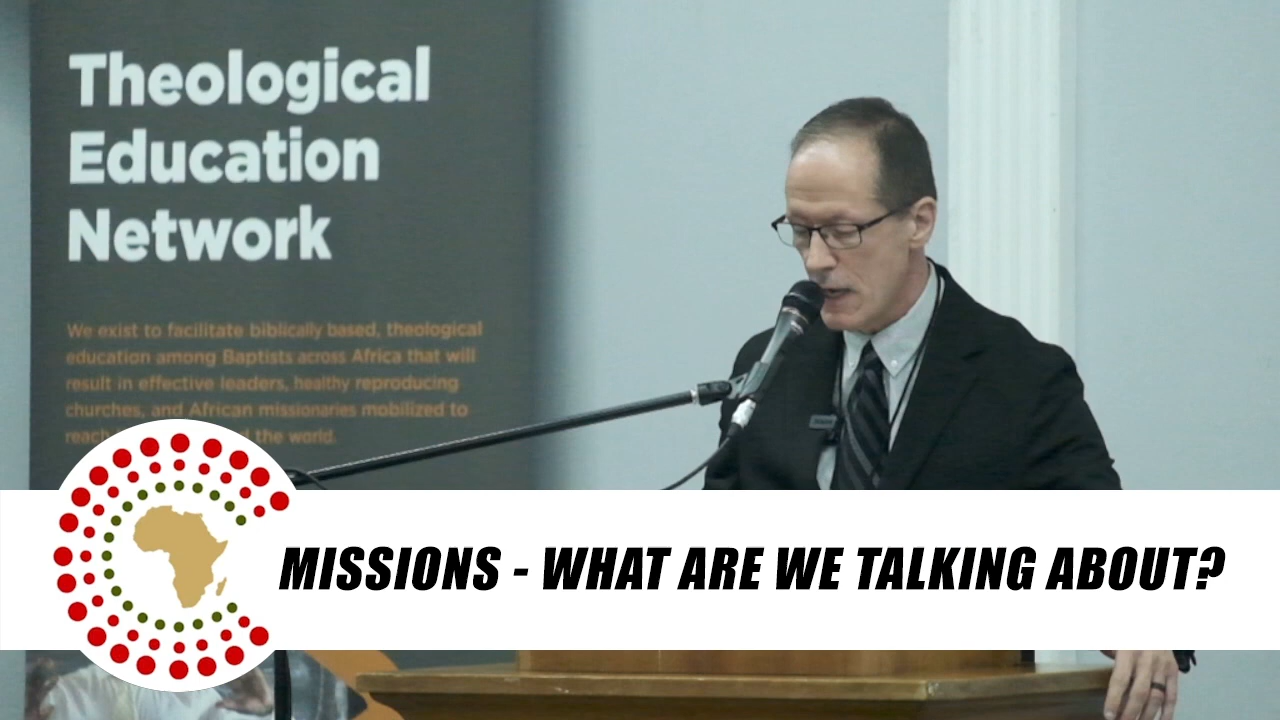 Theological
Education
Network
We exist to facilitate biblically based, theological
education among Baptists across Africa that will
result in effective leaders, healthy reproducing
churches, and African missionaries mobilized to
reach the world.
MISSIONS - WHAT ARE WE TALKING ABOUT?